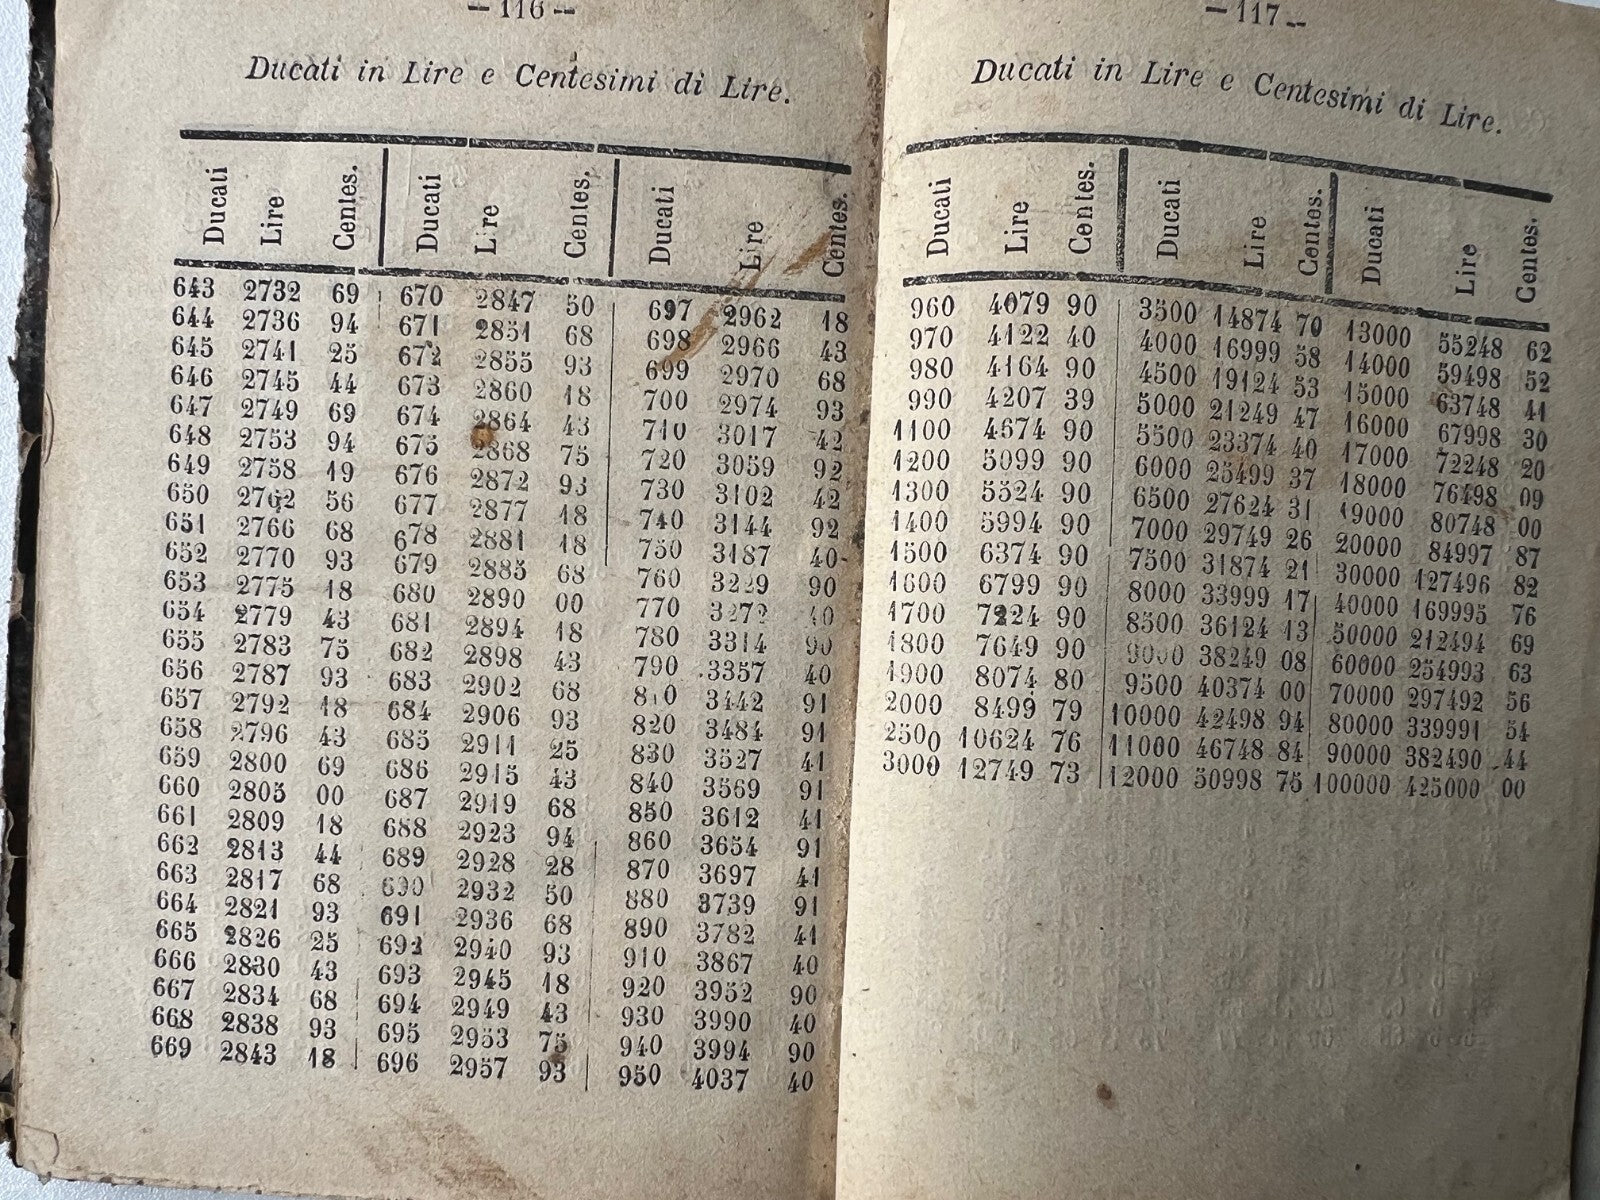 — 116 —
Ducati in Lire e Centesimi di Lire.
Ducati Lire Centes. Ducati Lire Centes. Ducati Lire Centes.
643 2732 69 670 2847 50 697 2962 18
644 2736 94 671 2851 68 698 2966 43
645 2741 25 672 2855 93 699 2970 68
646 2745 44 673 2860 18 700 2974 93
647 2749 69 674 2864 43 710 3017 42
648 2753 94 675 2868 75 720 3059 92
649 2758 19 676 2872 93 730 3102 42
650 2762 56 677 2877 18 740 3144 92
651 2766 68 678 2881 18 750 3187 40
652 2770 93 679 2885 68 760 3229 90
653 2775 18 680 2890 00 770 3272 40
654 2779 43 681 2894 18 780 3314 90
655 2783 75 682 2898 43 790 3357 40
656 2787 93 683 2902 68 810 3442 91
657 2792 18 684 2906 93 820 3484 91
658 2796 43 685 2911 25 830 3527 41
659 2800 69 686 2915 43 840 3569 91
660 2805 00 687 2919 68 850 3612 41
661 2809 18 688 2923 94 860 3654 91
662 2813 44 689 2928 28 870 3697 41
663 2817 68 690 2932 50 880 3739 91
664 2821 93 691 2936 68 890 3782 41
665 2826 25 692 2940 93 910 3867 40
666 2830 43 693 2945 18 920 3952 90
667 2834 68 694 2949 43 930 3990 40
668 2838 93 695 2953 75 940 3994 90
669 2843 18 696 2957 93 950 4037 40
— 117 —
Ducati in Lire e Centesimi di Lire.
Ducati Lire Centes. Ducati Lire Centes. Ducati Lire Centes.
960 4079 90 3500 14874 70 13000 55248 62
970 4122 40 4000 16999 58 14000 59498 52
980 4164 90 4500 19124 53 15000 63748 41
990 4207 39 5000 21249 47 16000 67998 30
1100 4674 90 5500 23374 40 17000 72248 20
1200 5099 90 6000 25499 37 18000 76498 09
1300 5524 90 6500 27624 31 19000 80748 00
1400 5994 90 7000 29749 26 20000 84997 87
1500 6374 90 7500 31874 21 30000 127496 82
1600 6799 90 8000 33999 17 40000 169995 76
1700 7224 90 8500 36124 13 50000 212494 69
1800 7649 90 9000 38249 08 60000 254993 63
1900 8074 80 9500 40374 00 70000 297492 56
2000 8499 79 10000 42498 94 80000 339991 54
2500 10624 76 11000 46748 84 90000 382490 44
3000 12749 73 12000 50998 75 100000 425000 00